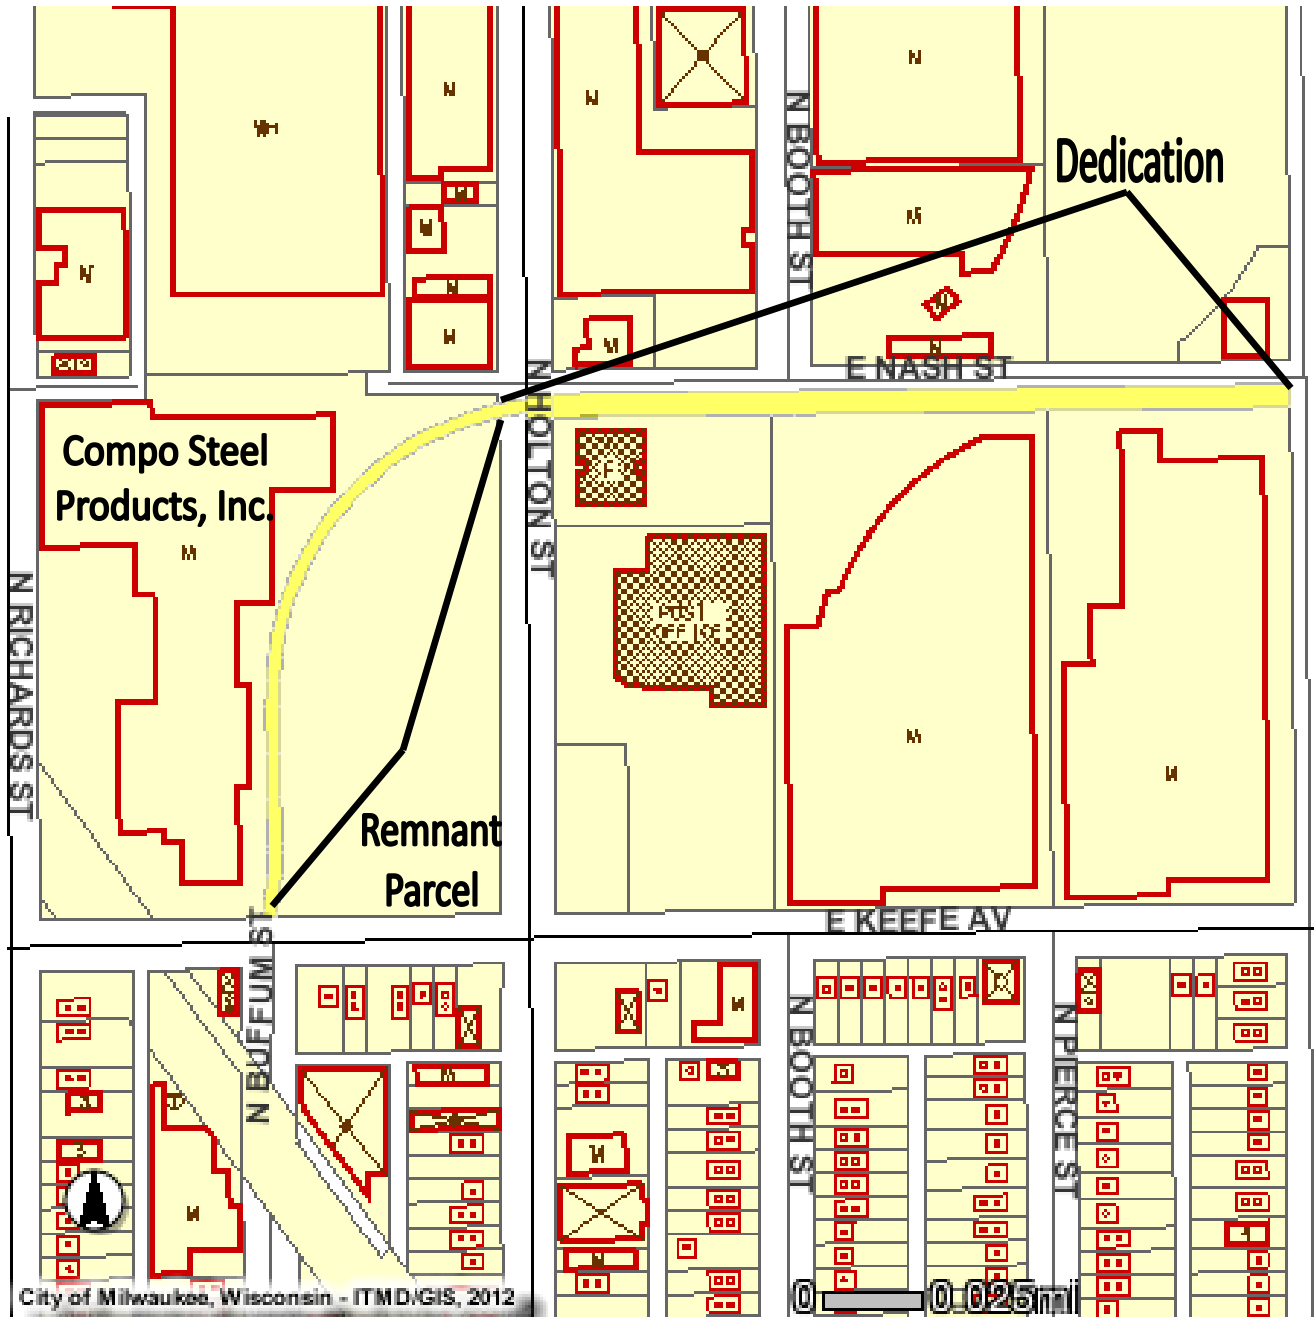 N BOOTH ST
Dedication
E NASH ST
N HOLTON ST
Compo Steel
Products, Inc.
N RICHARDS ST
OFFICE
Remnant
Parcel
E KEEFE AV
N BUFFUM ST
N BOOTH ST
N PIERCE ST
City of Milwaukee, Wisconsin - ITMD/GIS, 2012
0 0.025mi